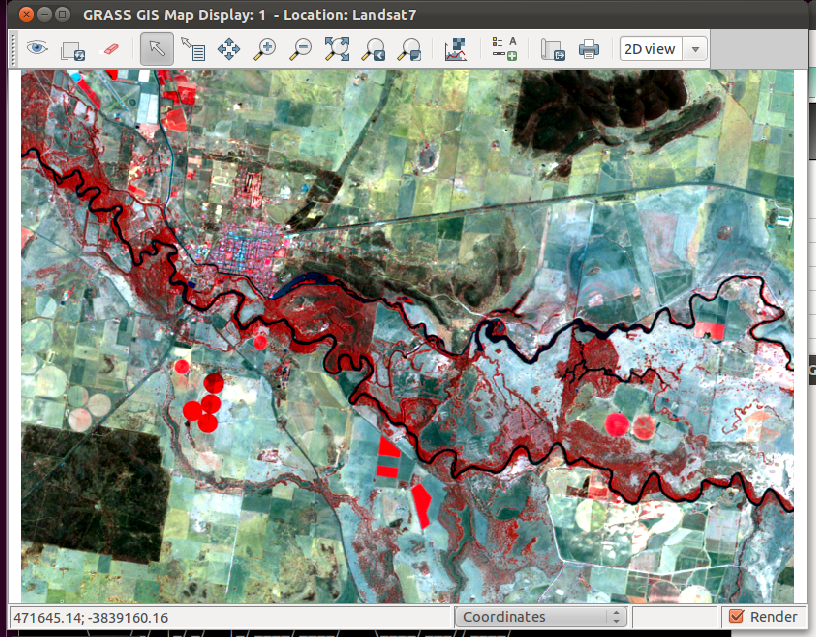 GRASS GIS Map Display: 1 - Location: Landsat7
2D view
471645.14; -3839160.16
Coordinates
Render